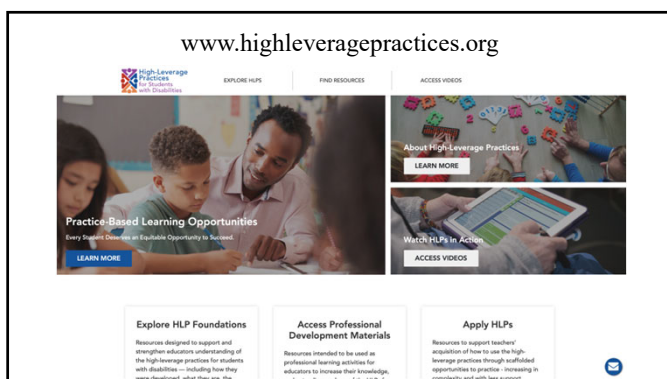 www.highleveragepractices.org
High-Leverage
Practices
for Students
with Disabilities
EXPLORE HLPS
FIND RESOURCES
ACCESS VIDEOS
Practice-Based Learning Opportunities
Every Student Deserves an Equitable Opportunity to Succeed.
LEARN MORE
About High-Leverage Practices
LEARN MORE
Watch HLPs in Action
ACCESS VIDEOS
Explore HLP Foundations
Resources designed to support and
strengthen educators understanding of
the high-leverage practices for students
with disabilities — including how they
were developed, what they are, the
Access Professional
Development Materials
Resources intended to be used as
professional learning activities for
educators to increase their knowledge,
Apply HLPs
Resources to support teachers'
acquisition of how to use the high-
leverage practices through scaffolded
opportunities to practice - increasing in
complexity and with less support